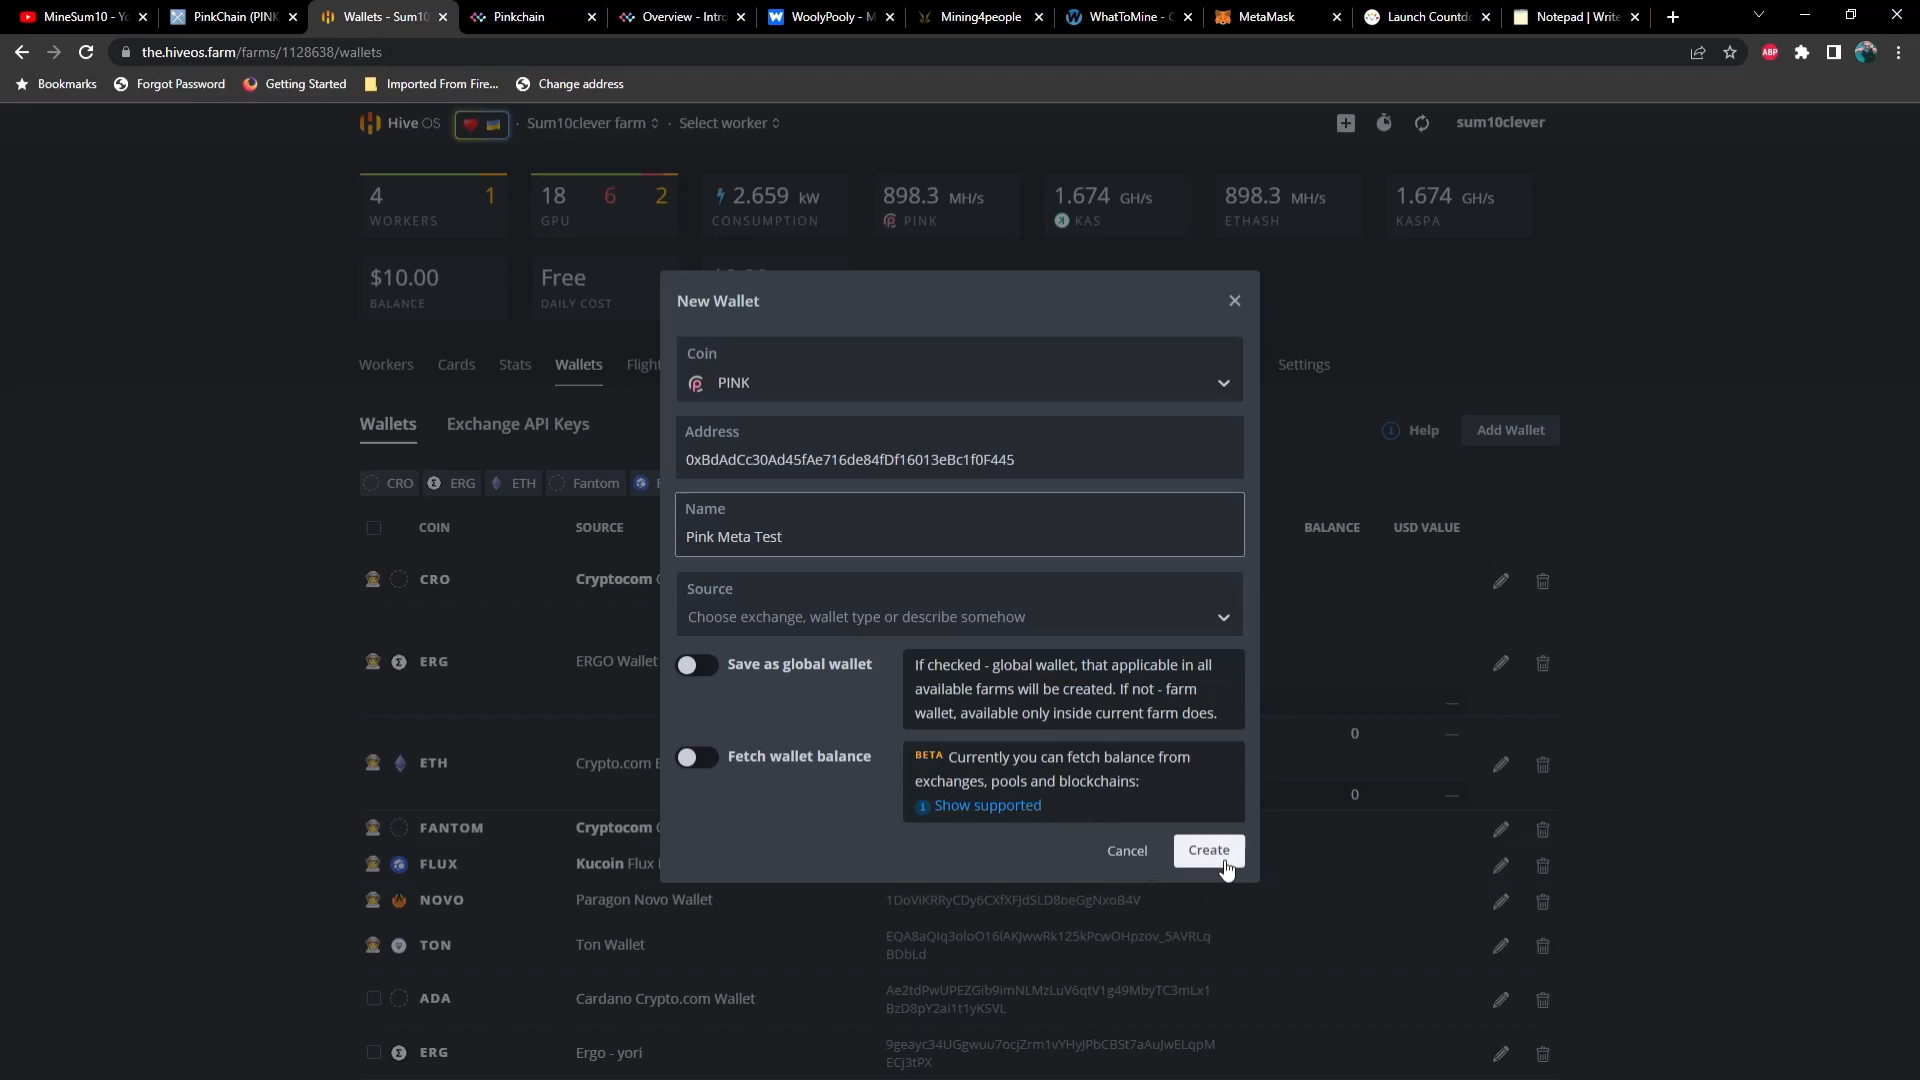 MineSum10 - Yo
PinkChain (PINK
Wallets - Sum10
Pinkchain
Overview - Intro
WoolyPooly - M
Mining4people
WhatToMine - C
MetaMask
Launch Countdo
Notepad | Write
the.hiveos.farm/farms/1128638/wallets
ABP
Bookmarks
Forgot Password
Getting Started
Imported From Fire...
Change address
Hive OS
Sum10clever farm
Select worker
sum10clever
4 1
WORKERS
18 6 2
GPU
2.659 kW
CONSUMPTION
898.3 MH/s
PINK
1.674 GH/s
KAS
898.3 MH/s
ETHASH
1.674 GH/s
KASPA
$10.00
BALANCE
Free
DAILY COST
New Wallet
Workers
Cards
Stats
Wallets
Flight
Settings
Coin
PINK
Address
0xBdAdCc30Ad45fAe716de84fDf16013eBc1f0F445
Wallets
Exchange API Keys
Help
Add Wallet
CRO
ERG
ETH
Fantom
Name
Pink Meta Test
COIN
SOURCE
BALANCE
USD VALUE
Source
Choose exchange, wallet type or describe somehow
Save as global wallet
If checked - global wallet, that applicable in all
available farms will be created. If not - farm
wallet, available only inside current farm does.
Fetch wallet balance
BETA Currently you can fetch balance from
exchanges, pools and blockchains:
Show supported
Cancel
Create
CRO
Cryptocom
ERG
ERGO Wallet
—
0 —
ETH
Crypto.com E
0 —
FANTOM
Cryptocom
FLUX
Kucoin Flux
NOVO
Paragon Novo Wallet
1DoViKRRyCDy6CXfXFJdSLD8oeGgNxoB4V
TON
Ton Wallet
EQA8aQIq3oloO16lAKJwwRk125kPcwOHpzov_5AVRLq
BDbLd
ADA
Cardano Crypto.com Wallet
Ae2tdPwUPEZGib9imNLMzLuV6qtV1g49MbyTC3mLx1
BzD8pY2ai1t1yKSVL
ERG
Ergo - yori
9geayc34UGgwuu7ocjZrm1vYHyJPbCBSt7aAuJwELqpM
ECj3tPX